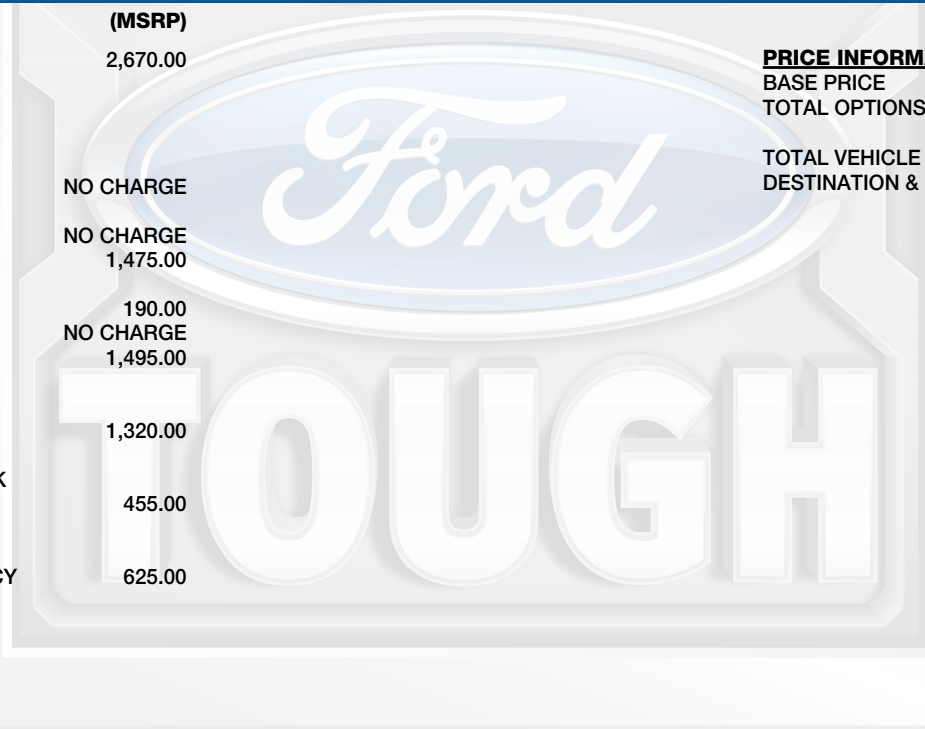 (MSRP)
2,670.00
NO CHARGE
NO CHARGE
1,475.00
190.00
NO CHARGE
1,495.00
1,320.00
K
455.00
CY
625.00
PRICE INFORMA
BASE PRICE
TOTAL OPTIONS
TOTAL VEHICLE
DESTINATION &
Ford
TOUGH